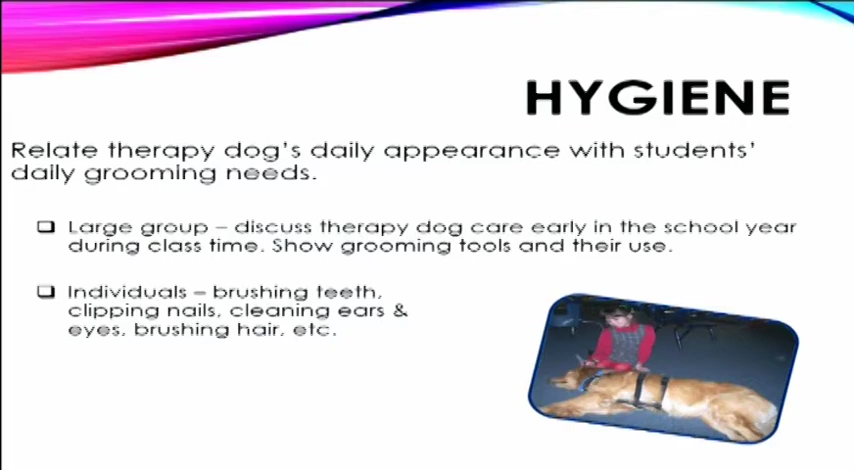 HYGIENE
Relate therapy dog's daily appearance with students'
daily grooming needs.
❑ Large group – discuss therapy dog care early in the school year
during class time. Show grooming tools and their use.
❑ Individuals – brushing teeth,
clipping nails, cleaning ears &
eyes, brushing hair, etc.